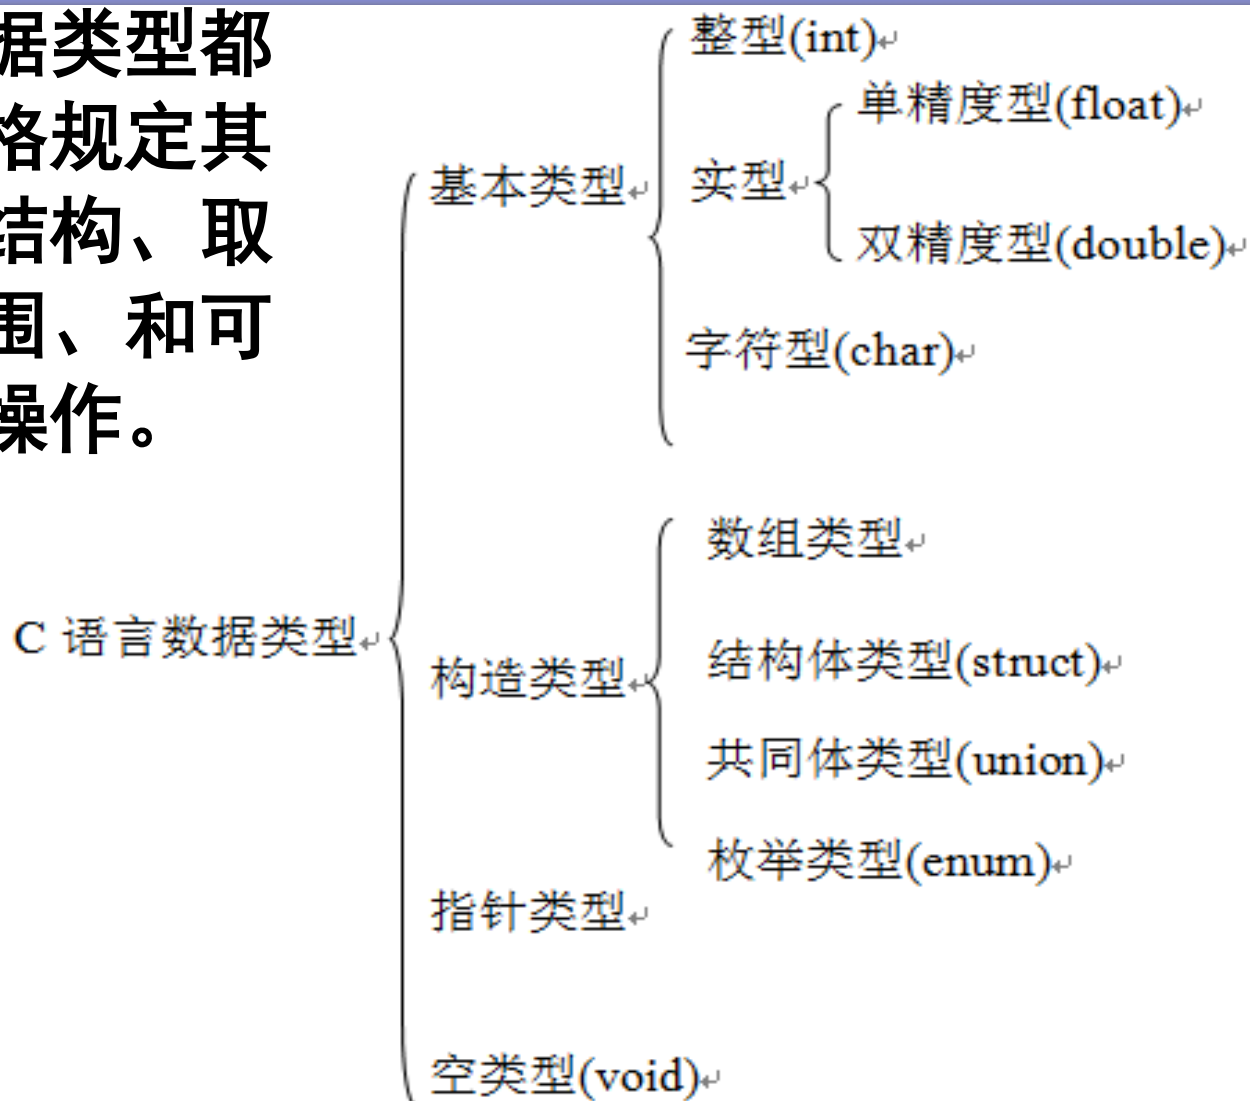 据类型都
格规定其
结构、取
围、和可
操作。
整型(int)
单精度型(float)
基本类型
实型
双精度型(double)
字符型(char)
数组类型
C 语言数据类型
结构体类型(struct)
构造类型
共同体类型(union)
枚举类型(enum)
指针类型
空类型(void)